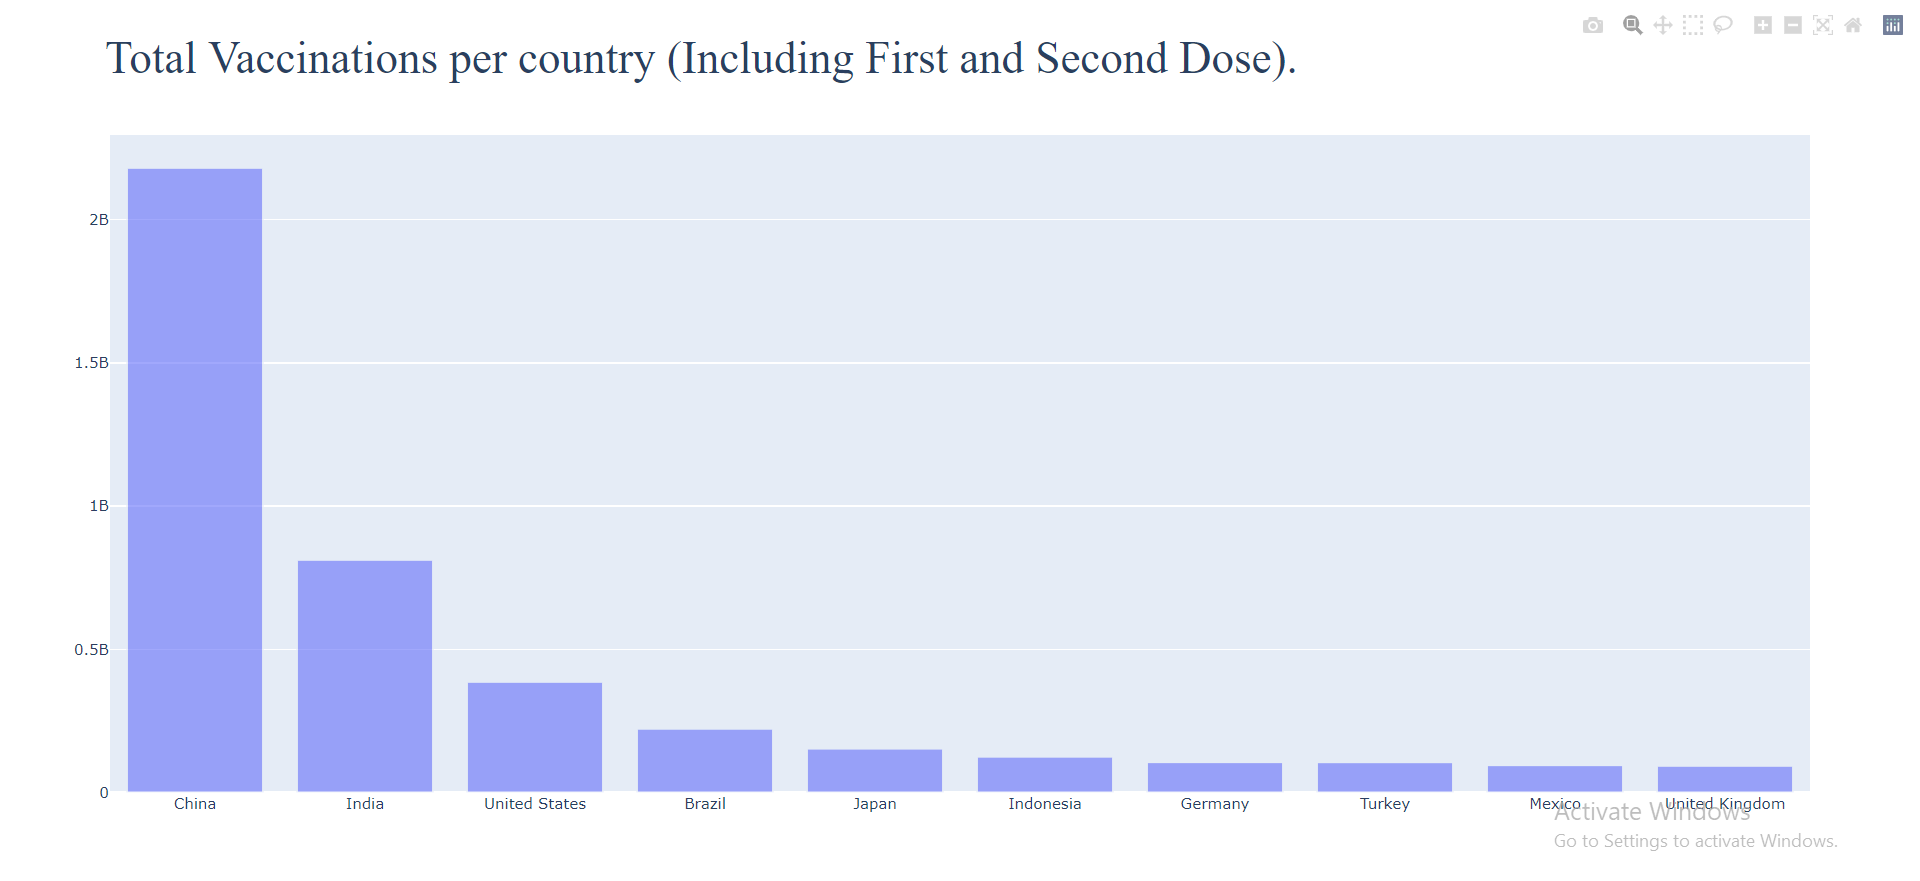 Total Vaccinations per country (Including First and Second Dose).
2B
1.5B
1B
0.5B
0
China India United States Brazil Japan Indonesia Germany Turkey Mexico United Kingdom
Activate Windows
Go to Settings to activate Windows.